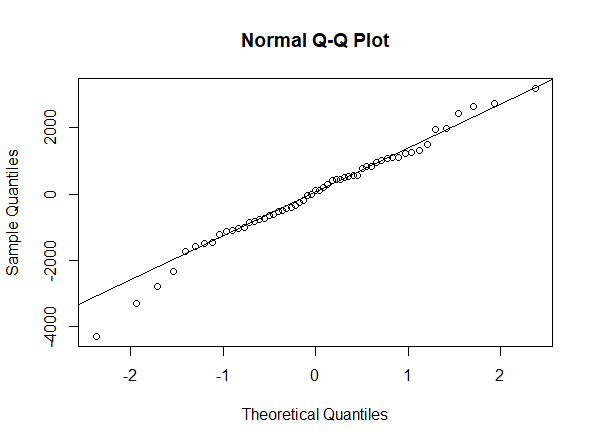 Normal Q-Q Plot
Sample Quantiles
2000
0
-2000
-4000
-2 -1 0 1 2
Theoretical Quantiles